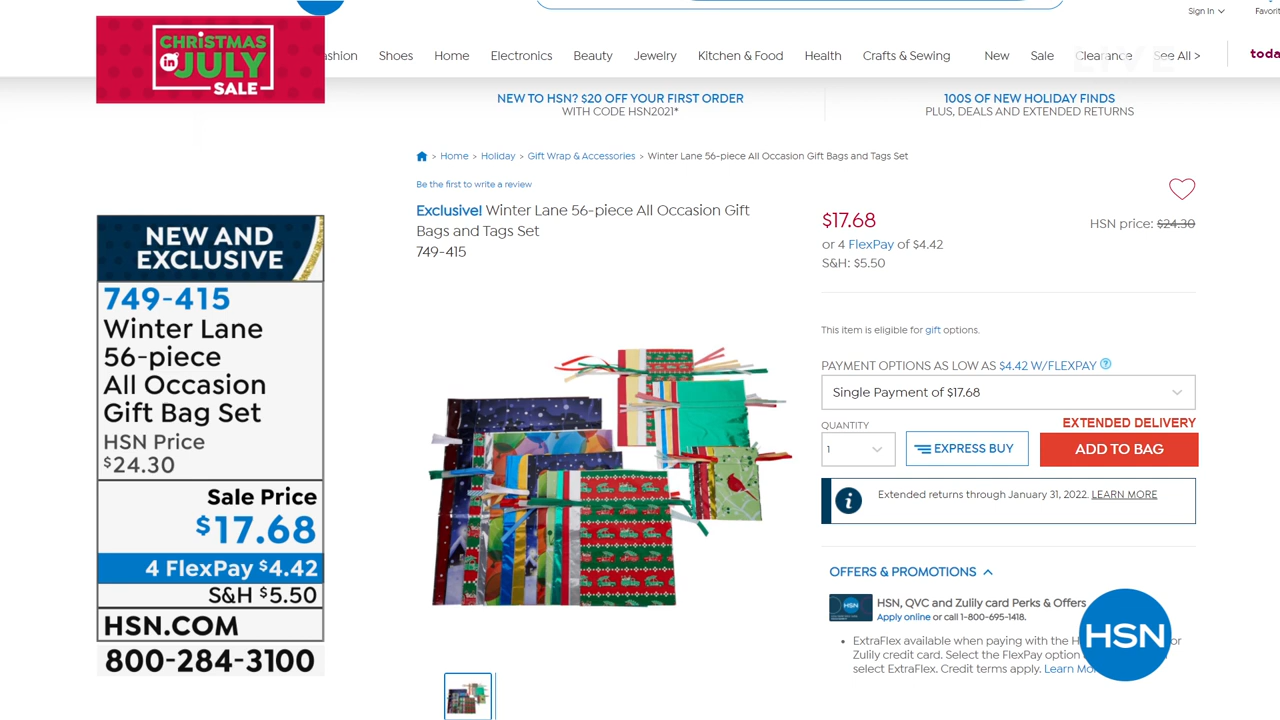 CHRISTMAS
in
JULY
SALE
Sign In
Shoes
Home
Electronics
Beauty
Jewelry
Kitchen & Food
Health
Crafts & Sewing
New
Sale
Clearance
See All >
NEW TO HSN? $20 OFF YOUR FIRST ORDER
WITH CODE HSN2021*
100S OF NEW HOLIDAY FINDS
PLUS, DEALS AND EXTENDED RETURNS
> Home > Holiday > Gift Wrap & Accessories > Winter Lane 56-piece All Occasion Gift Bags and Tags Set
Be the first to write a review
Exclusive! Winter Lane 56-piece All Occasion Gift
Bags and Tags Set
749-415
$17.68
HSN price: $24.30
or 4 FlexPay of $4.42
S&H: $5.50
This item is eligible for gift options.
PAYMENT OPTIONS AS LOW AS $4.42 W/FLEXPAY ?
Single Payment of $17.68
EXTENDED DELIVERY
QUANTITY
1
EXPRESS BUY
ADD TO BAG
Extended returns through January 31, 2022. LEARN MORE
OFFERS & PROMOTIONS
HSN, QVC and Zulily card Perks & Offers
Apply online or call 1-800-695-1418.
• ExtraFlex available when paying with the
Zulily credit card. Select the FlexPay option
select ExtraFlex. Credit terms apply. Learn
HSN
NEW AND
EXCLUSIVE
749-415
Winter Lane
56-piece
All Occasion
Gift Bag Set
HSN Price
$24.30
Sale Price
$17.68
4 FlexPay $4.42
S&H $5.50
HSN.COM
800-284-3100